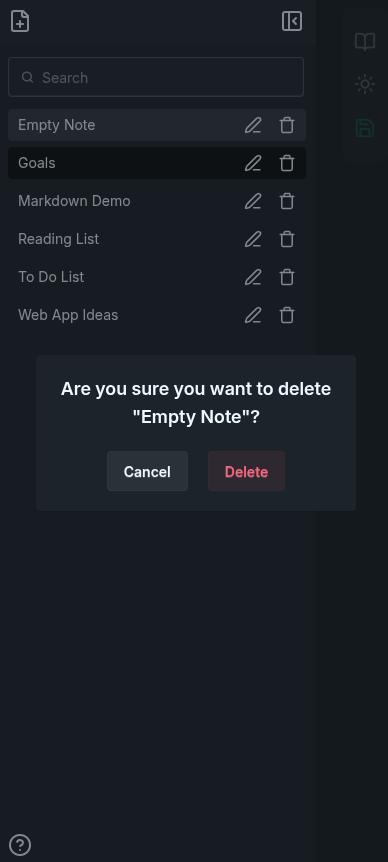 Search
Empty Note
Goals
Markdown Demo
Reading List
To Do List
Web App Ideas
Are you sure you want to delete
"Empty Note"?
Cancel
Delete